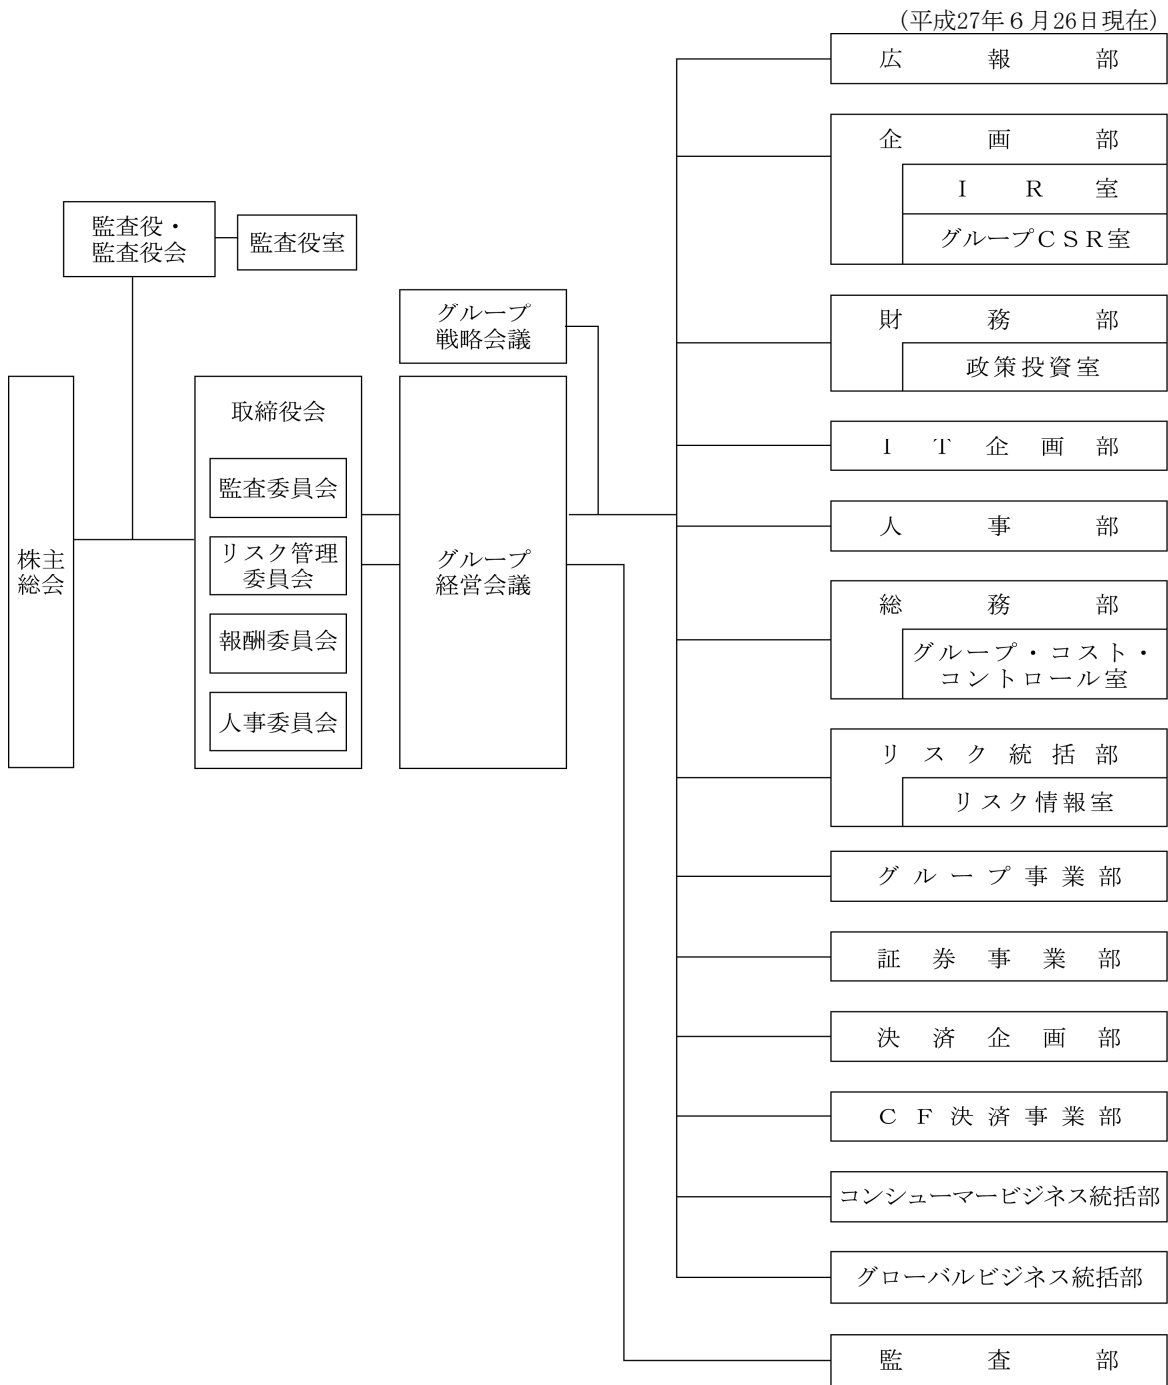 (平成27年６月26日現在)
広報部
企画部
ＩＲ室
グループＣＳＲ室
監査役・
監査役会
監査役室
グループ
戦略会議
財務部
政策投資室
取締役会
監査委員会
リスク管理
委員会
報酬委員会
人事委員会
株主
総会
グループ
経営会議
ＩＴ企画部
人事部
総務部
グループ・コスト・
コントロール室
リスク統括部
リスク情報室
グループ事業部
証券事業部
決済企画部
ＣＦ決済事業部
コンシューマービジネス統括部
グローバルビジネス統括部
監査部